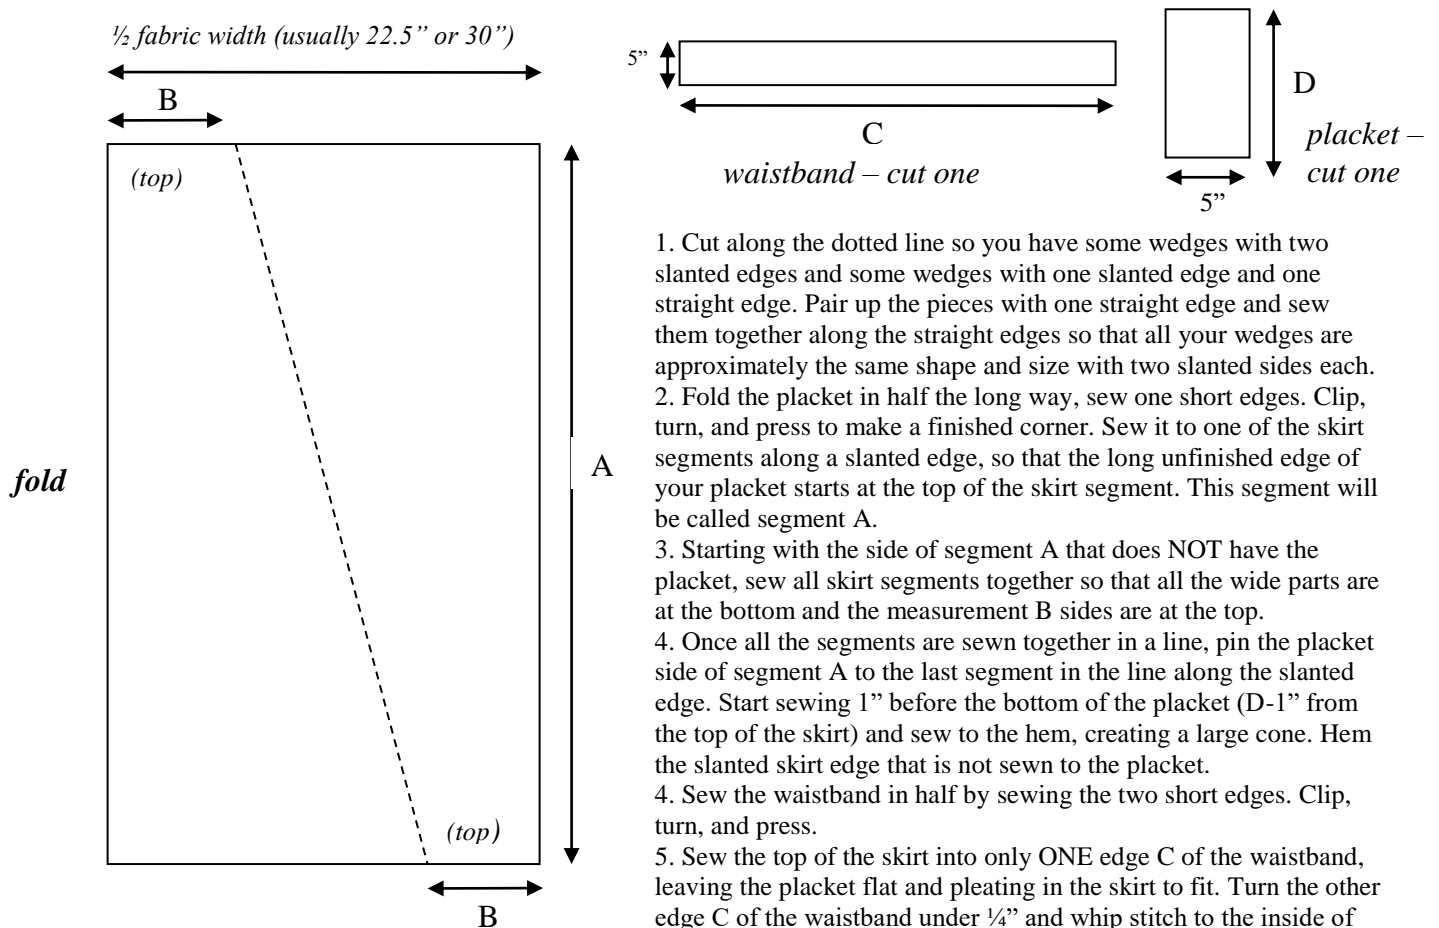 ½ fabric width (usually 22.5” or 30”)
B
(top)
fold
A
(top)
B
5”
C
waistband – cut one
D
placket –
cut one
5”
1. Cut along the dotted line so you have some wedges with two
slanted edges and some wedges with one slanted edge and one
straight edge. Pair up the pieces with one straight edge and sew
them together along the straight edges so that all your wedges are
approximately the same shape and size with two slanted sides each.
2. Fold the placket in half the long way, sew one short edges. Clip,
turn, and press to make a finished corner. Sew it to one of the skirt
segments along a slanted edge, so that the long unfinished edge of
your placket starts at the top of the skirt segment. This segment will
be called segment A.
3. Starting with the side of segment A that does NOT have the
placket, sew all skirt segments together so that all the wide parts are
at the bottom and the measurement B sides are at the top.
4. Once all the segments are sewn together in a line, pin the placket
side of segment A to the last segment in the line along the slanted
edge. Start sewing 1” before the bottom of the placket (D-1” from
the top of the skirt) and sew to the hem, creating a large cone. Hem
the slanted skirt edge that is not sewn to the placket.
4. Sew the waistband in half by sewing the two short edges. Clip,
turn, and press.
5. Sew the top of the skirt into only ONE edge C of the waistband,
leaving the placket flat and pleating in the skirt to fit. Turn the other
edge C of the waistband under ¼” and whip stitch to the inside of